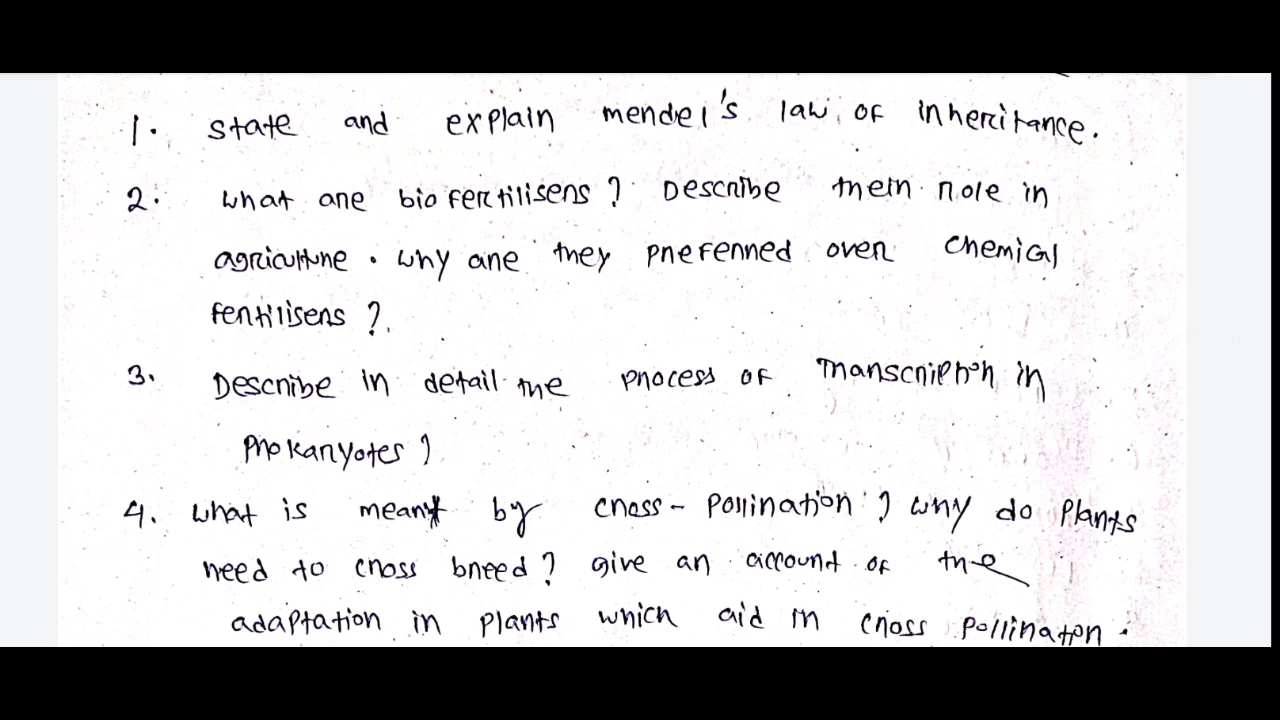 1. State and explain mendel's law of inheritance.
2. What are biofertilisers? Describe their role in
agriculture. Why are they preferred over chemical
fertilisers?
3. Describe in detail the process of Transcription in
Prokaryotes?
4. What is meant by cross-pollination? Why do plants
need to cross breed? Give an account of the
adaptation in plants which aid in cross pollination.